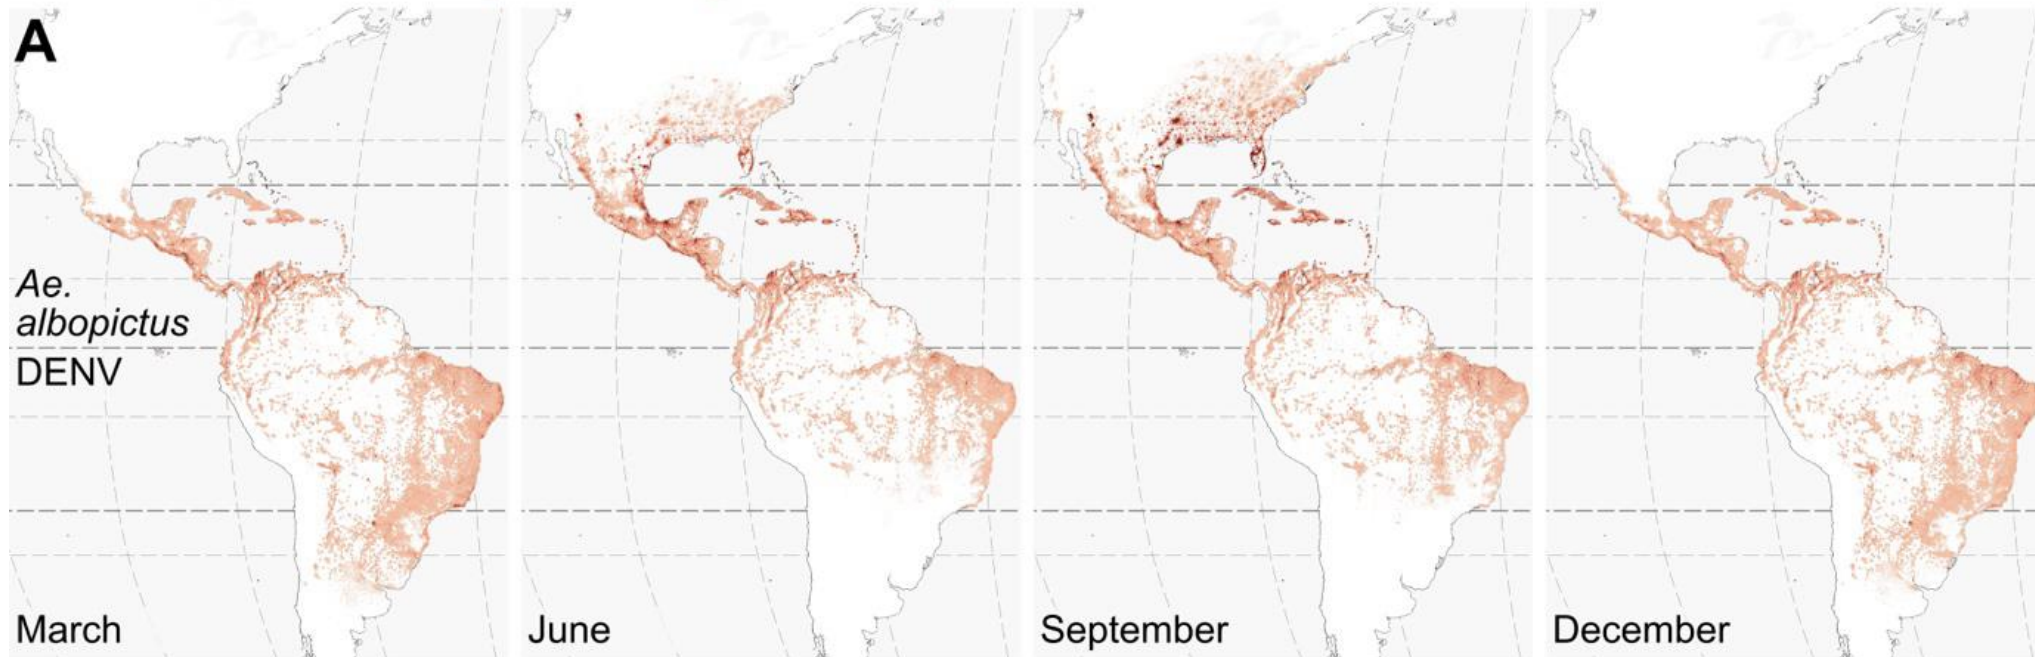 A
Ae.
albopictus
DENV
March
June
September
December